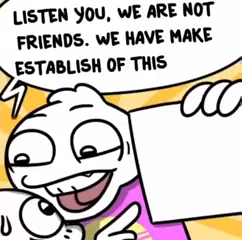 LISTEN YOU, WE ARE NOT
FRIENDS. WE HAVE MAKE
ESTABLISH OF THIS